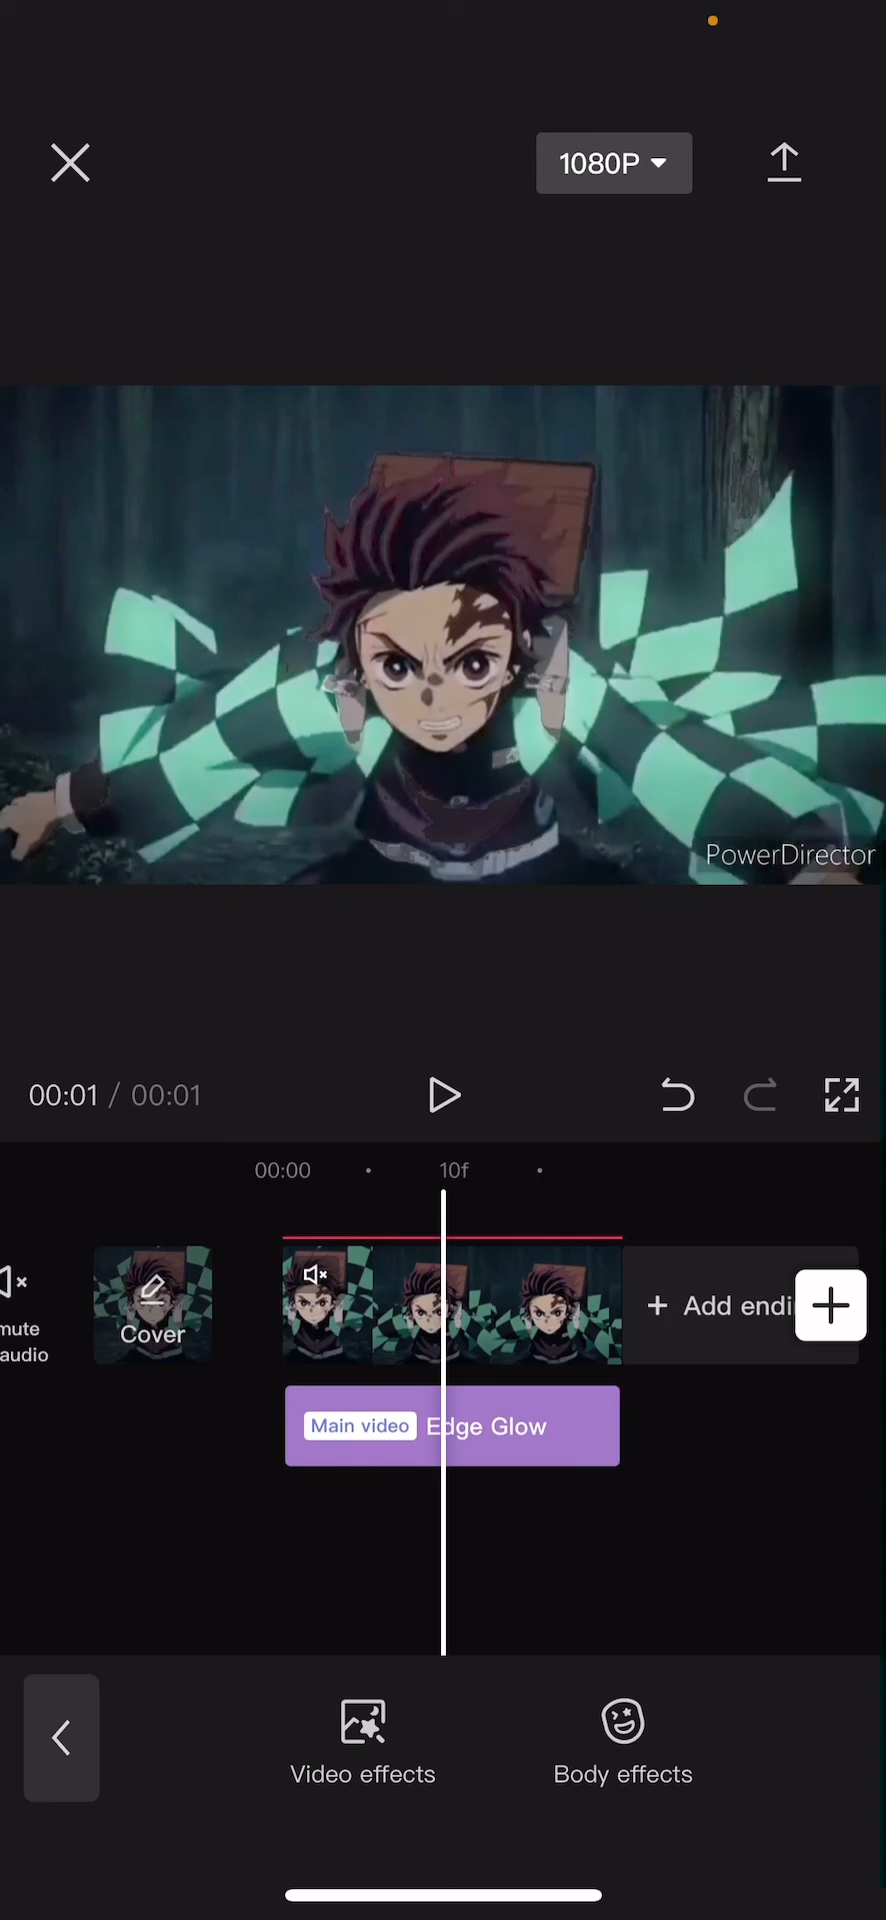 1080P
PowerDirector
00:01 / 00:01
00:00
10f
mute
audio
Cover
+ Add endi
Main video Edge Glow
Video effects
Body effects